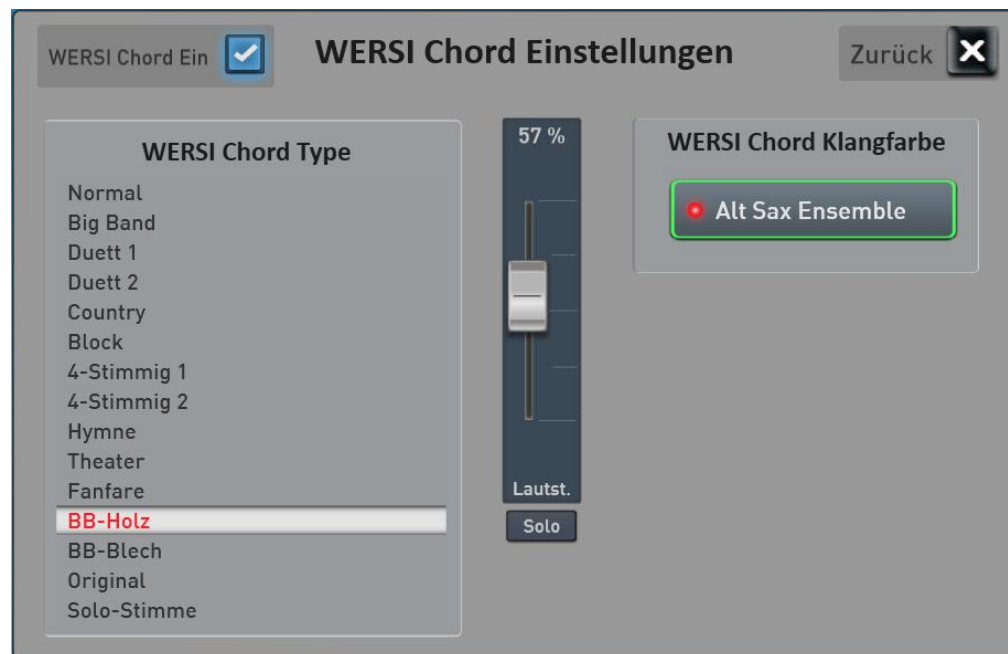 WERSI Chord Ein
WERSI Chord Einstellungen
Zurück
WERSI Chord Type
Normal
Big Band
Duett 1
Duett 2
Country
Block
4-Stimmig 1
4-Stimmig 2
Hymne
Theater
Fanfare
BB-Holz
BB-Blech
Original
Solo-Stimme
57 %
Lautst.
Solo
WERSI Chord Klangfarbe
Alt Sax Ensemble